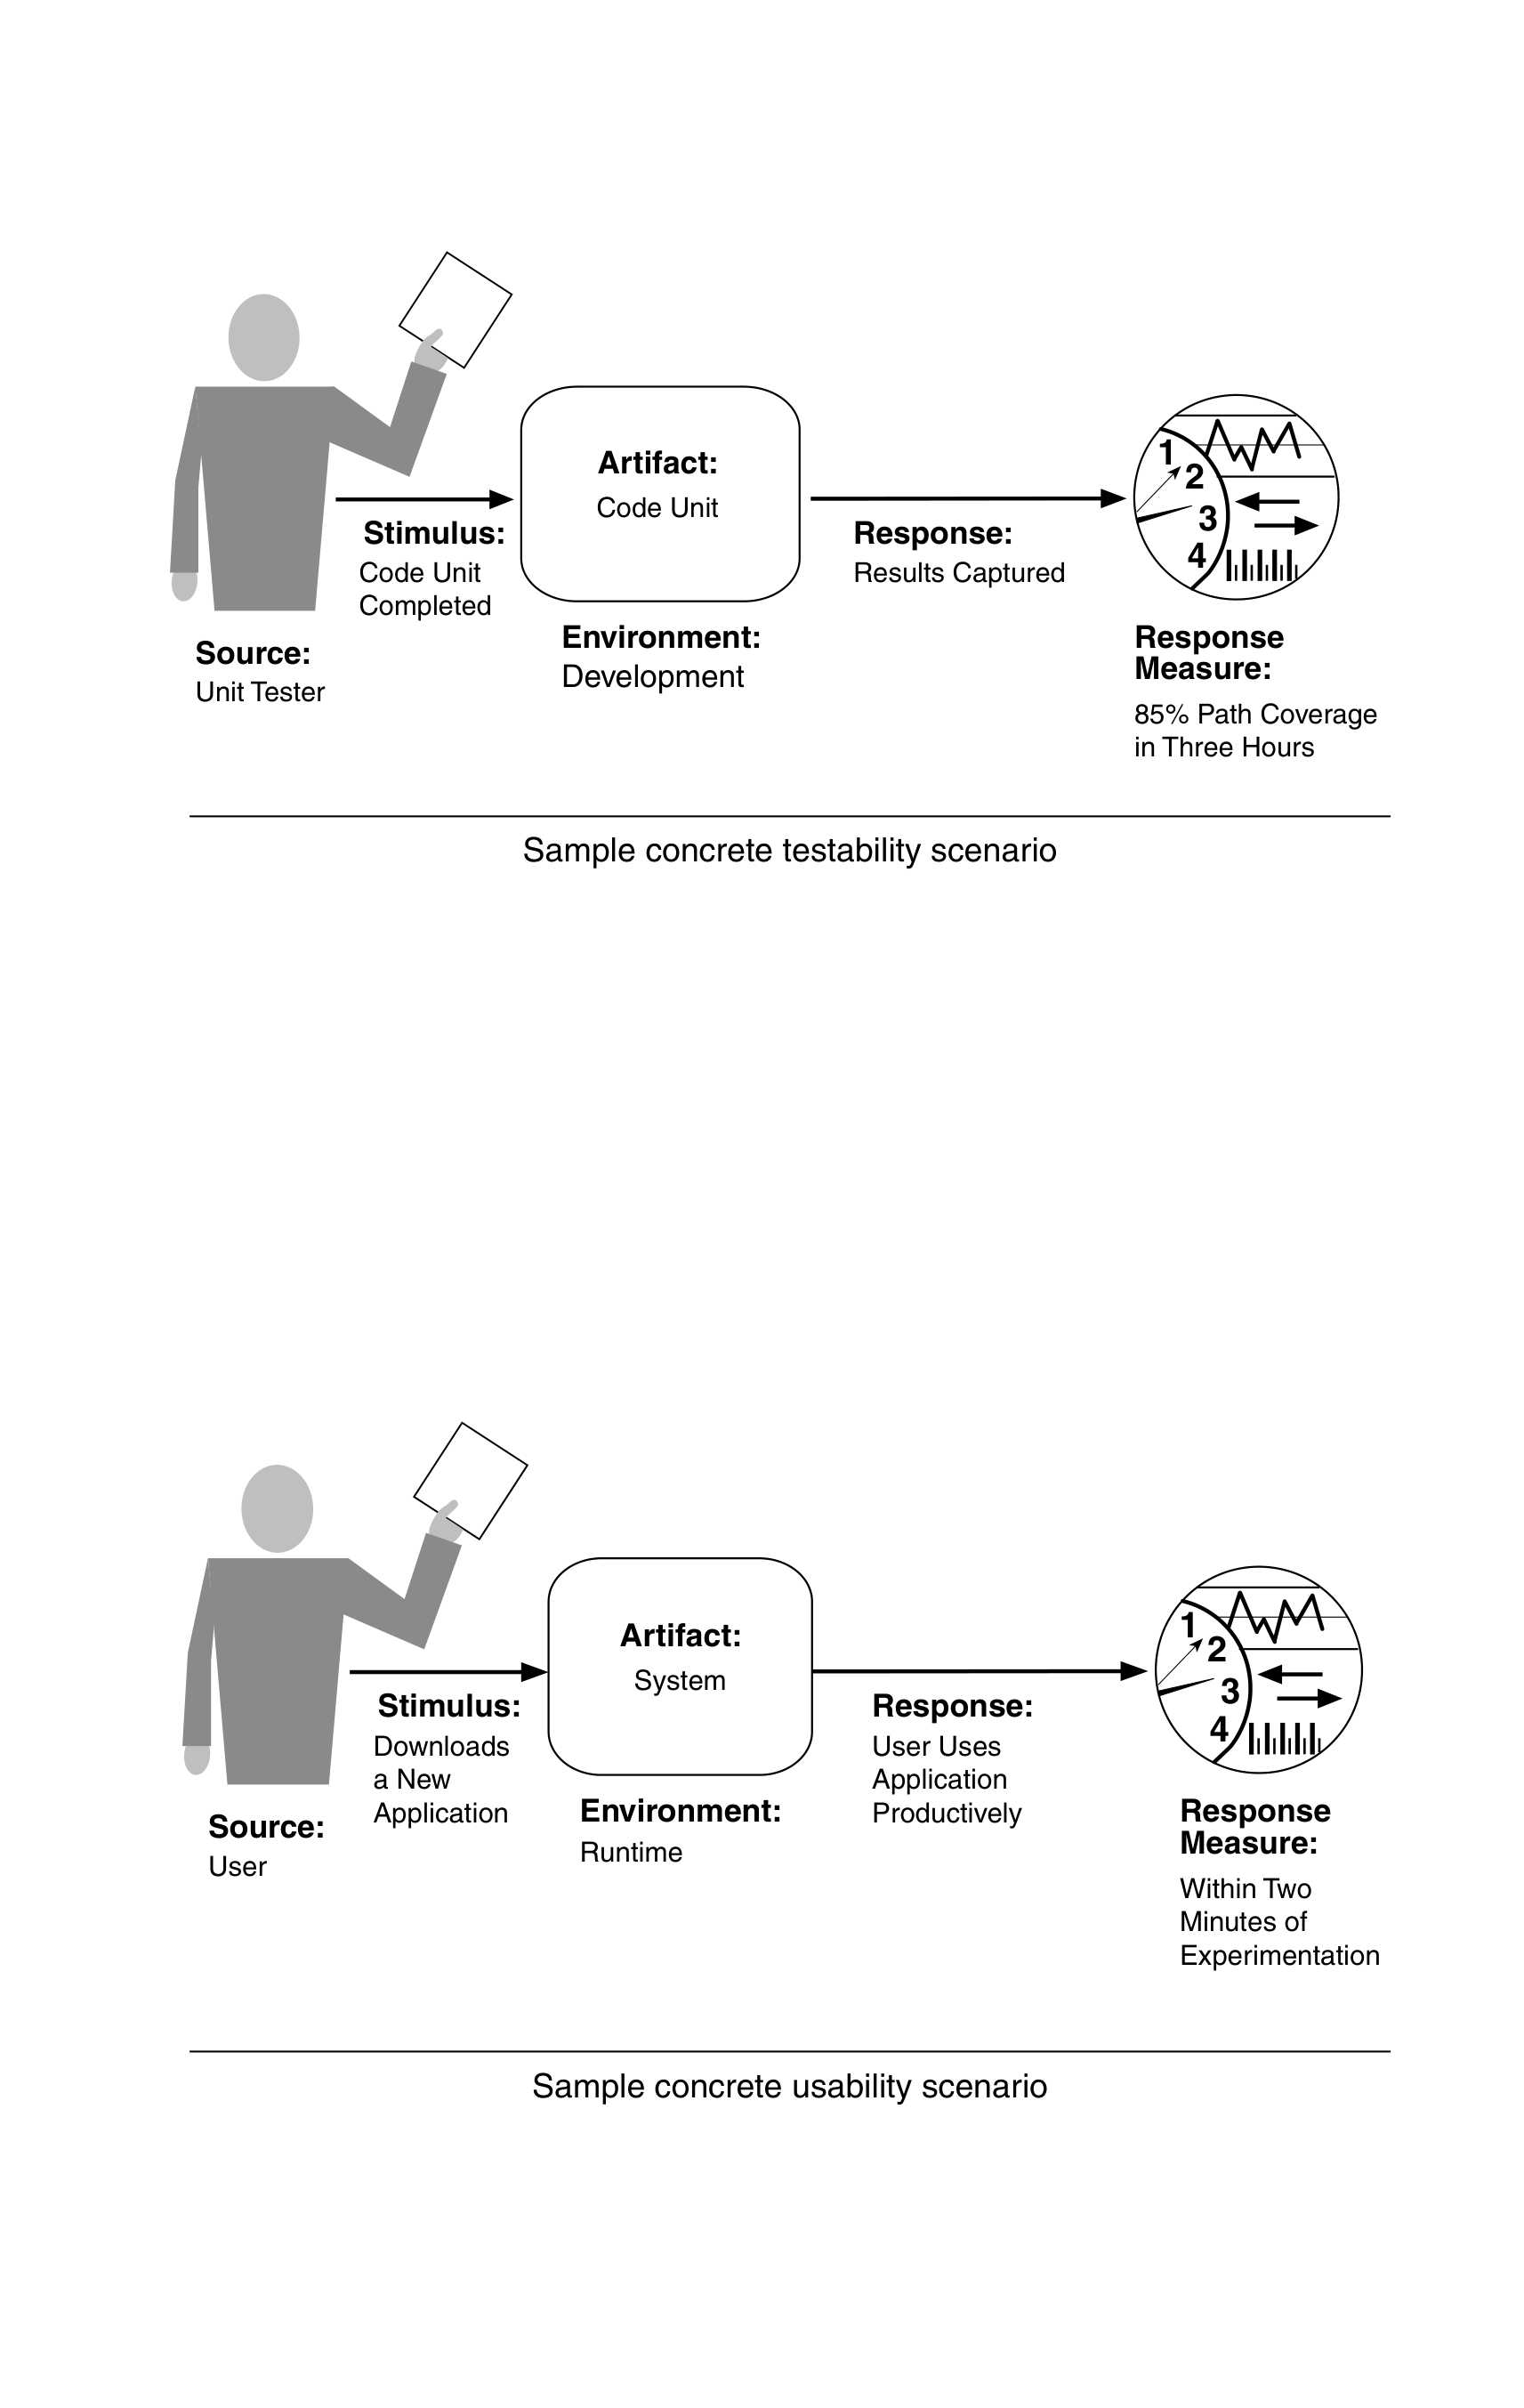 Artifact:
Code Unit
Stimulus:
Code Unit
Completed
Source:
Unit Tester
Environment:
Development
Response:
Results Captured
1
2
3
4
Response
Measure:
85% Path Coverage
in Three Hours
Sample concrete testability scenario
Artifact:
System
Stimulus:
Downloads
a New
Application
Source:
User
Environment:
Runtime
Response:
User Uses
Application
Productively
1
2
3
4
Response
Measure:
Within Two
Minutes of
Experimentation
Sample concrete usability scenario